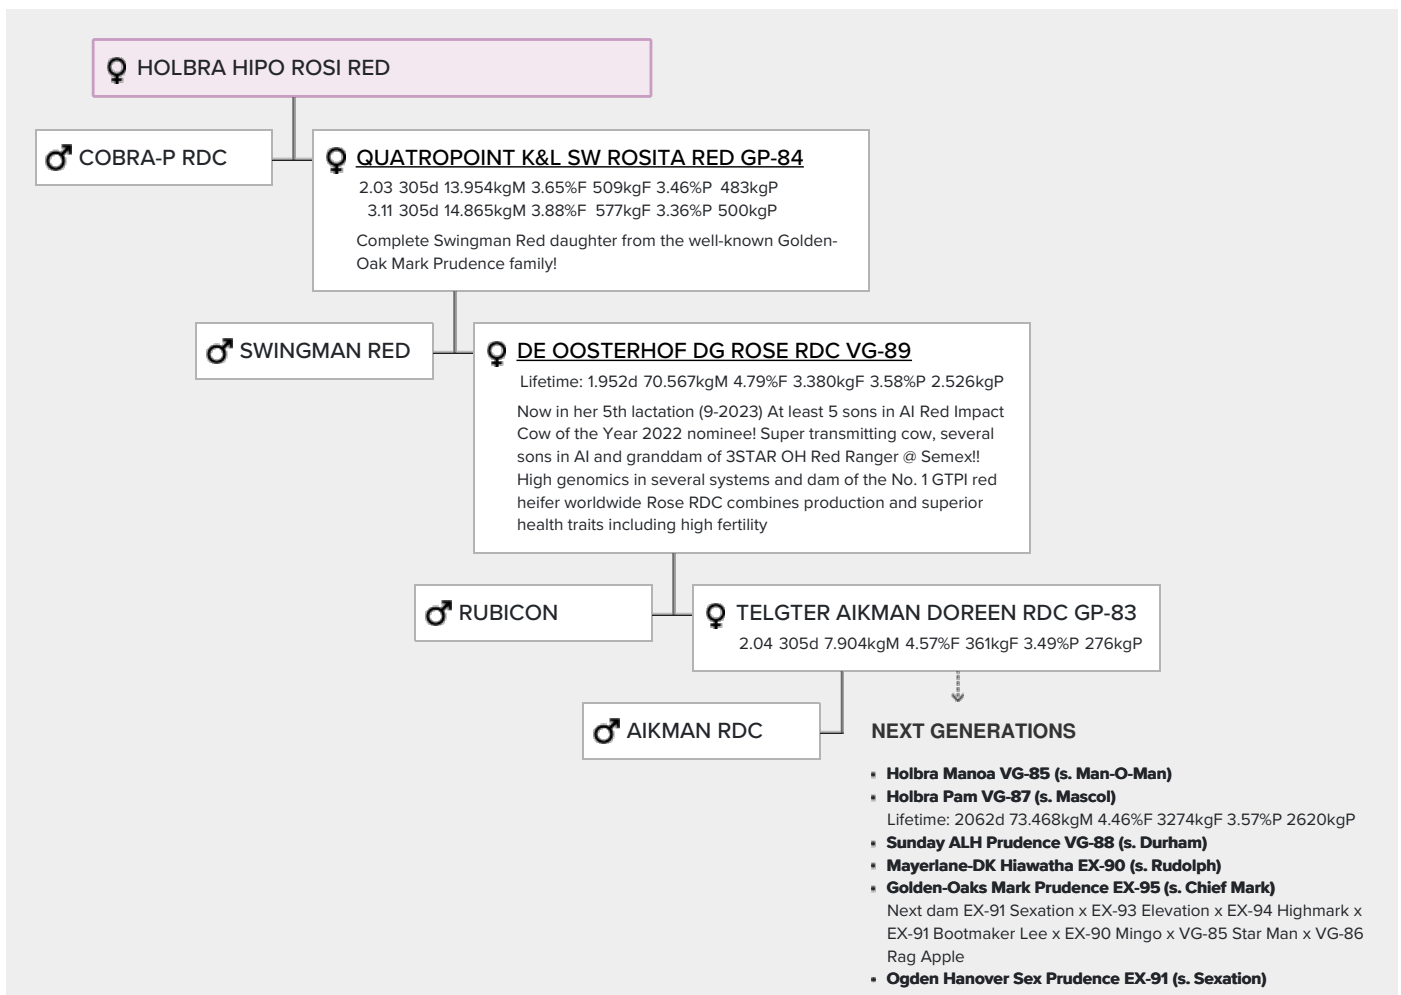 HOLBRA HIPO ROSI RED
COBRA-P RDC
QUATROPOINT K&L SW ROSITA RED GP-84
2.03 305d 13.954kgM 3.65%F 509kgF 3.46%P 483kgP
3.11 305d 14.865kgM 3.88%F 577kgF 3.36%P 500kgP
Complete Swingman Red daughter from the well-known Golden-
Oak Mark Prudence family!
SWINGMAN RED
DE OOSTERHOF DG ROSE RDC VG-89
Lifetime: 1.952d 70.567kgM 4.79%F 3.380kgF 3.58%P 2.526kgP
Now in her 5th lactation (9-2023) At least 5 sons in AI Red Impact
Cow of the Year 2022 nominee! Super transmitting cow, several
sons in AI and granddam of 3STAR OH Red Ranger @ Semex!!
High genomics in several systems and dam of the No. 1 GTPI red
heifer worldwide Rose RDC combines production and superior
health traits including high fertility
RUBICON
TELGTER AIKMAN DOREEN RDC GP-83
2.04 305d 7.904kgM 4.57%F 361kgF 3.49%P 276kgP
AIKMAN RDC
NEXT GENERATIONS
Holbra Manoa VG-85 (s. Man-O-Man)
Holbra Pam VG-87 (s. Mascol)
Lifetime: 2062d 73.468kgM 4.46%F 3274kgF 3.57%P 2620kgP
Sunday ALH Prudence VG-88 (s. Durham)
Mayerlane-DK Hiawatha EX-90 (s. Rudolph)
Golden-Oaks Mark Prudence EX-95 (s. Chief Mark)
Next dam EX-91 Sexation x EX-93 Elevation x EX-94 Highmark x
EX-91 Bootmaker Lee x EX-90 Mingo x VG-85 Star Man x VG-86
Rag Apple
Ogden Hanover Sex Prudence EX-91 (s. Sexation)